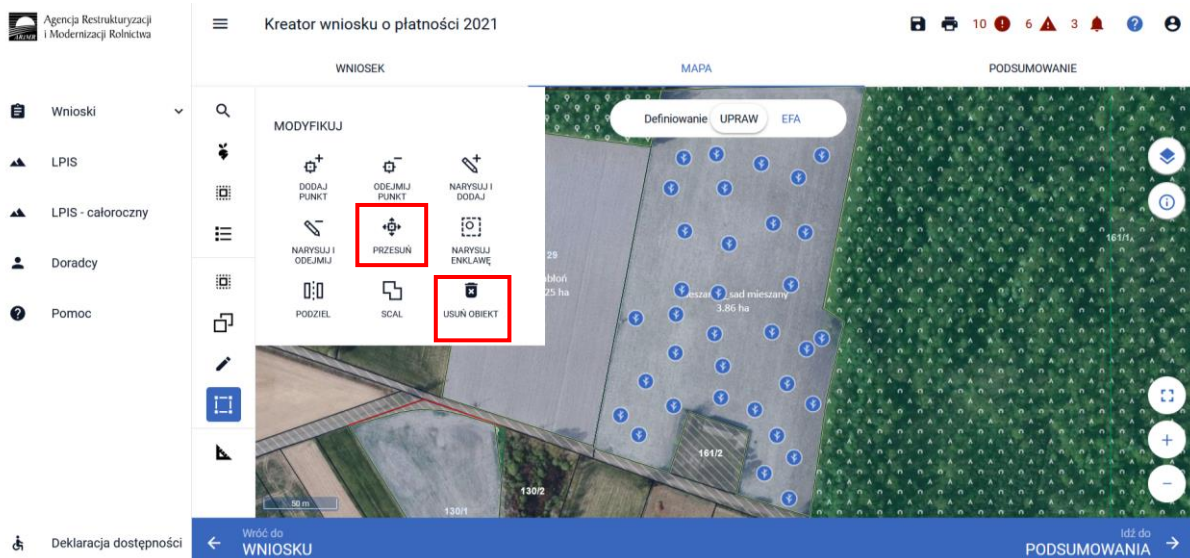 Agencja Restrukturyzacji
i Modernizacji Rolnictwa
ARiMR
Kreator wniosku o płatności 2021
10
6
3
WNIOSEK
MAPA
PODSUMOWANIE
Wnioski
LPIS
LPIS - całoroczny
Doradcy
Pomoc
Deklaracja dostępności
MODYFIKUJ
DODAJ
PUNKT
ODEJMIJ
PUNKT
NARYSUJ I
DODAJ
NARYSUJ I
ODEJMIJ
PRZESUŃ
NARYSUJ
ENKLAWĘ
PODZIEL
SCAL
USUŃ OBIEKT
Definiowanie UPRAW EFA
29
25 ha
sad mieszany
3.86 ha
161/1
161/2
130/2
130/1
50 m
Wróć do
WNIOSKU
Idź do
PODSUMOWANIA